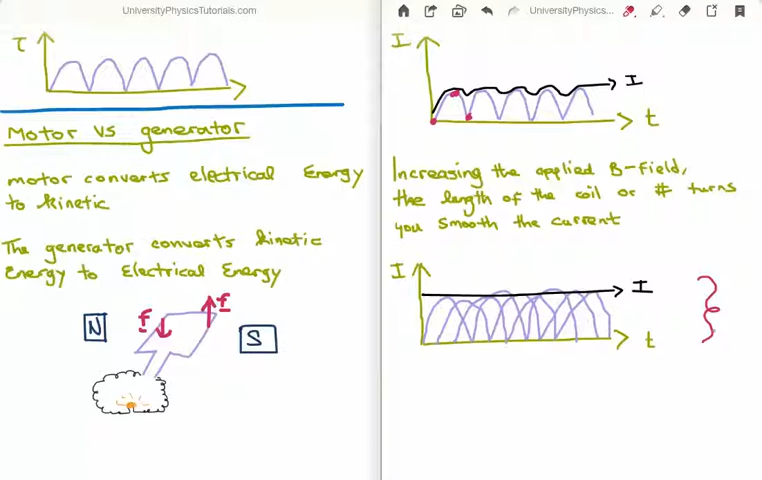 UniversityPhysicsTutorials.com
τ
Motor vs generator
motor converts electrical Energy
to kinetic
The generator converts kinetic
Energy to Electrical Energy
N
f
f
S
UniversityPhysics...
I
I
t
Increasing the applied B-field,
the length of the coil or # turns
you smooth the current
I
I
t